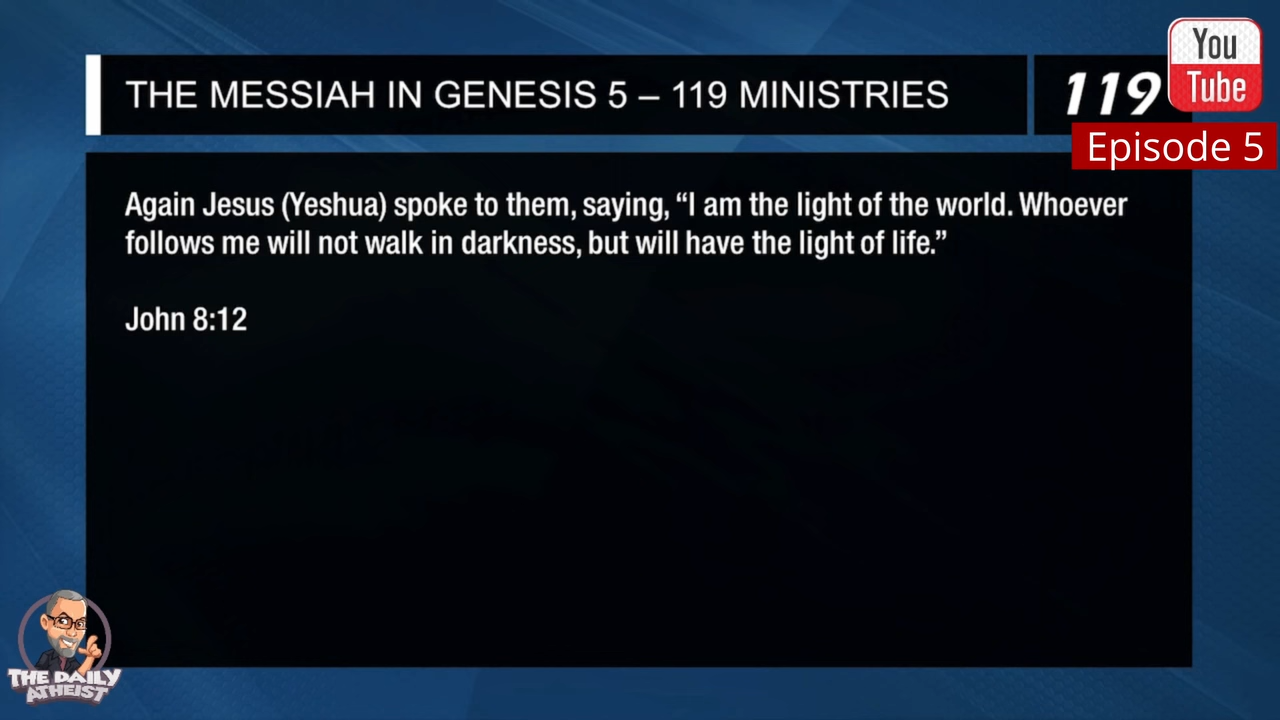 THE MESSIAH IN GENESIS 5 – 119 MINISTRIES
119
You
Tube
Episode 5
Again Jesus (Yeshua) spoke to them, saying, “I am the light of the world. Whoever
follows me will not walk in darkness, but will have the light of life.”
John 8:12
THE DAILY
ATHEIST